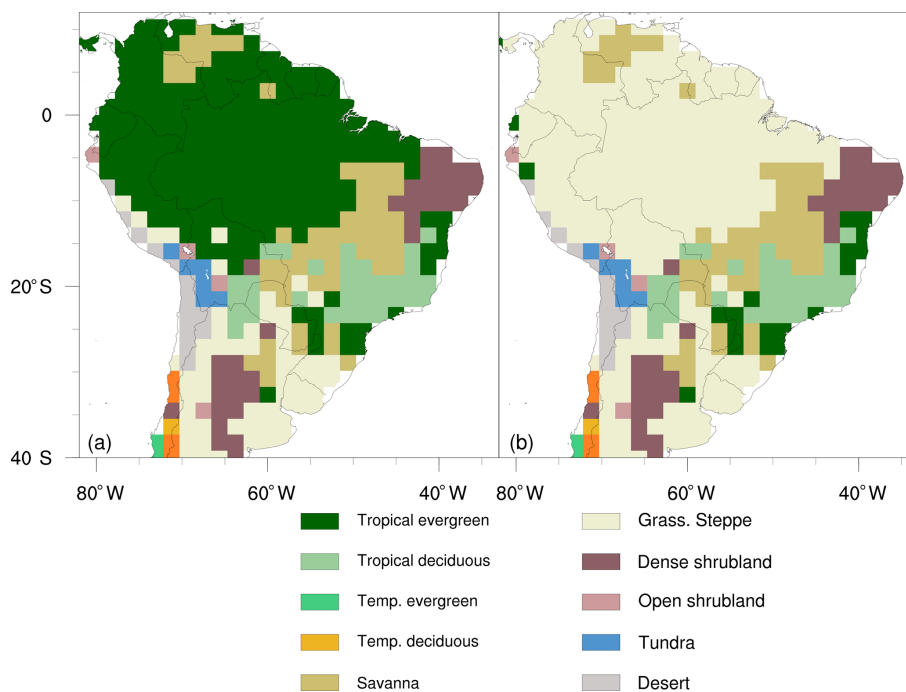 0
20°S
40 S
(a)
(b)
80°W 60°W 40°W 80°W 60°W 40°W
Tropical evergreen
Grass. Steppe
Tropical deciduous
Dense shrubland
Temp. evergreen
Open shrubland
Temp. deciduous
Tundra
Savanna
Desert